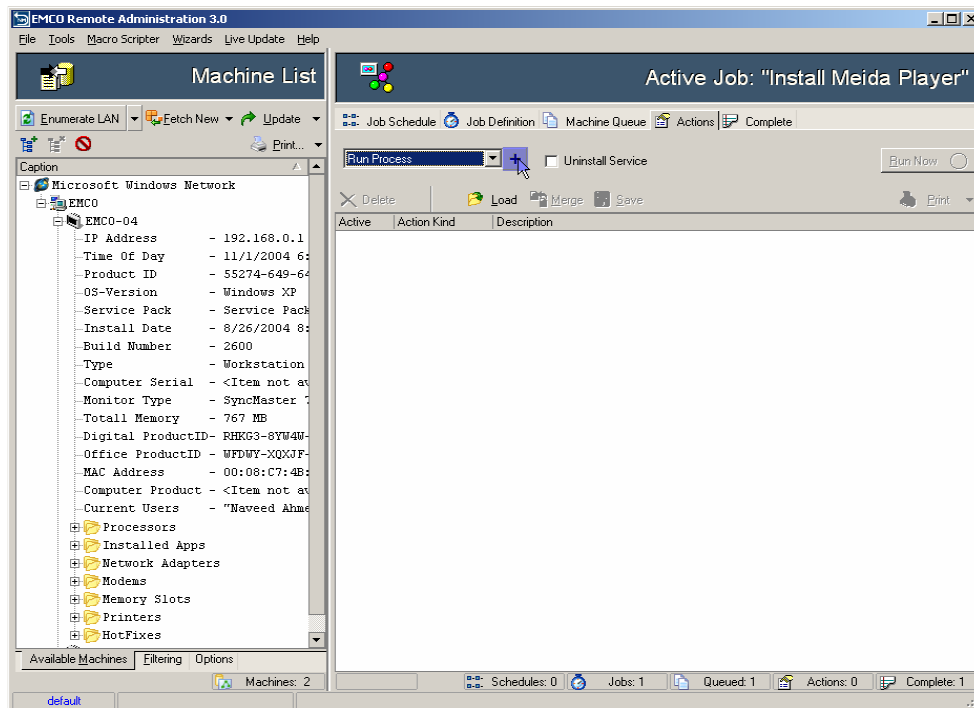 EMCO Remote Administration 3.0
File Tools Macro Scripter Wizards Live Update Help
Machine List
Active Job: "Install Meida Player"
Enumerate LAN Fetch New Update
Print...
Job Schedule Job Definition Machine Queue Actions Complete
Run Process
Uninstall Service
Run Now
Delete Load Merge Save Print
Caption
Active Action Kind Description
Microsoft Windows Network
EMCO
EMCO-04
IP Address - 192.168.0.1
Time Of Day - 11/1/2004 6:
Product ID - 55274-649-64
OS-Version - Windows XP
Service Pack - Service Pack
Install Date - 8/26/2004 8:
Build Number - 2600
Type - Workstation
Computer Serial - <Item not av
Monitor Type - SyncMaster 7
Totall Memory - 767 MB
Digital ProductID- RHKG3-8YW4W-
Office ProductID - WFDWY-XQXJF-
MAC Address - 00:08:C7:4B:
Computer Product - <Item not av
Current Users - "Naveed Ahme
Processors
Installed Apps
Network Adapters
Modems
Memory Slots
Printers
HotFixes
Available Machines Filtering Options
Machines: 2
Schedules: 0 Jobs: 1 Queued: 1 Actions: 0 Complete: 1
default